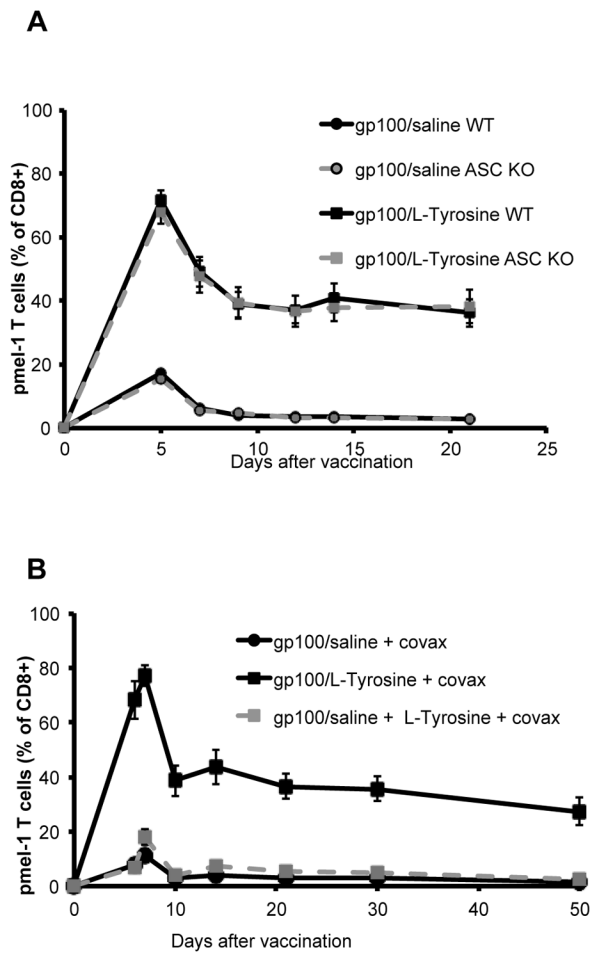 A
pmel-1 T cells (% of CD8+)
100
80
60
40
20
0
gp100/saline WT
gp100/saline ASC KO
gp100/L-Tyrosine WT
gp100/L-Tyrosine ASC KO
0 5 10 15 20 25
Days after vaccination
B
pmel-1 T cells (% of CD8+)
100
80
60
40
20
0
gp100/saline + covax
gp100/L-Tyrosine + covax
gp100/saline + L-Tyrosine + covax
0 10 20 30 40 50
Days after vaccination